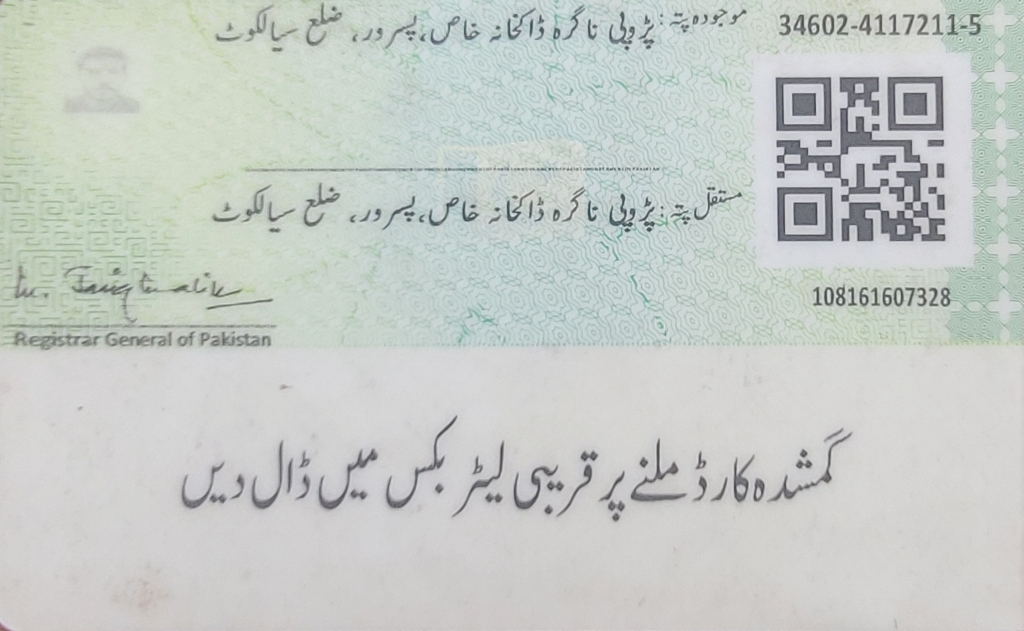 34602-4117211-5
موجودہ پتہ: پڑوپی ناگرہ ڈاکخانہ خاص، پسرور، ضلع سیالکوٹ
مستقل پتہ: پڑوپی ناگرہ ڈاکخانہ خاص، پسرور، ضلع سیالکوٹ
108161607328
Registrar General of Pakistan
گمشدہ کارڈ ملنے پر قریبی لیٹر بکس میں ڈال دیں